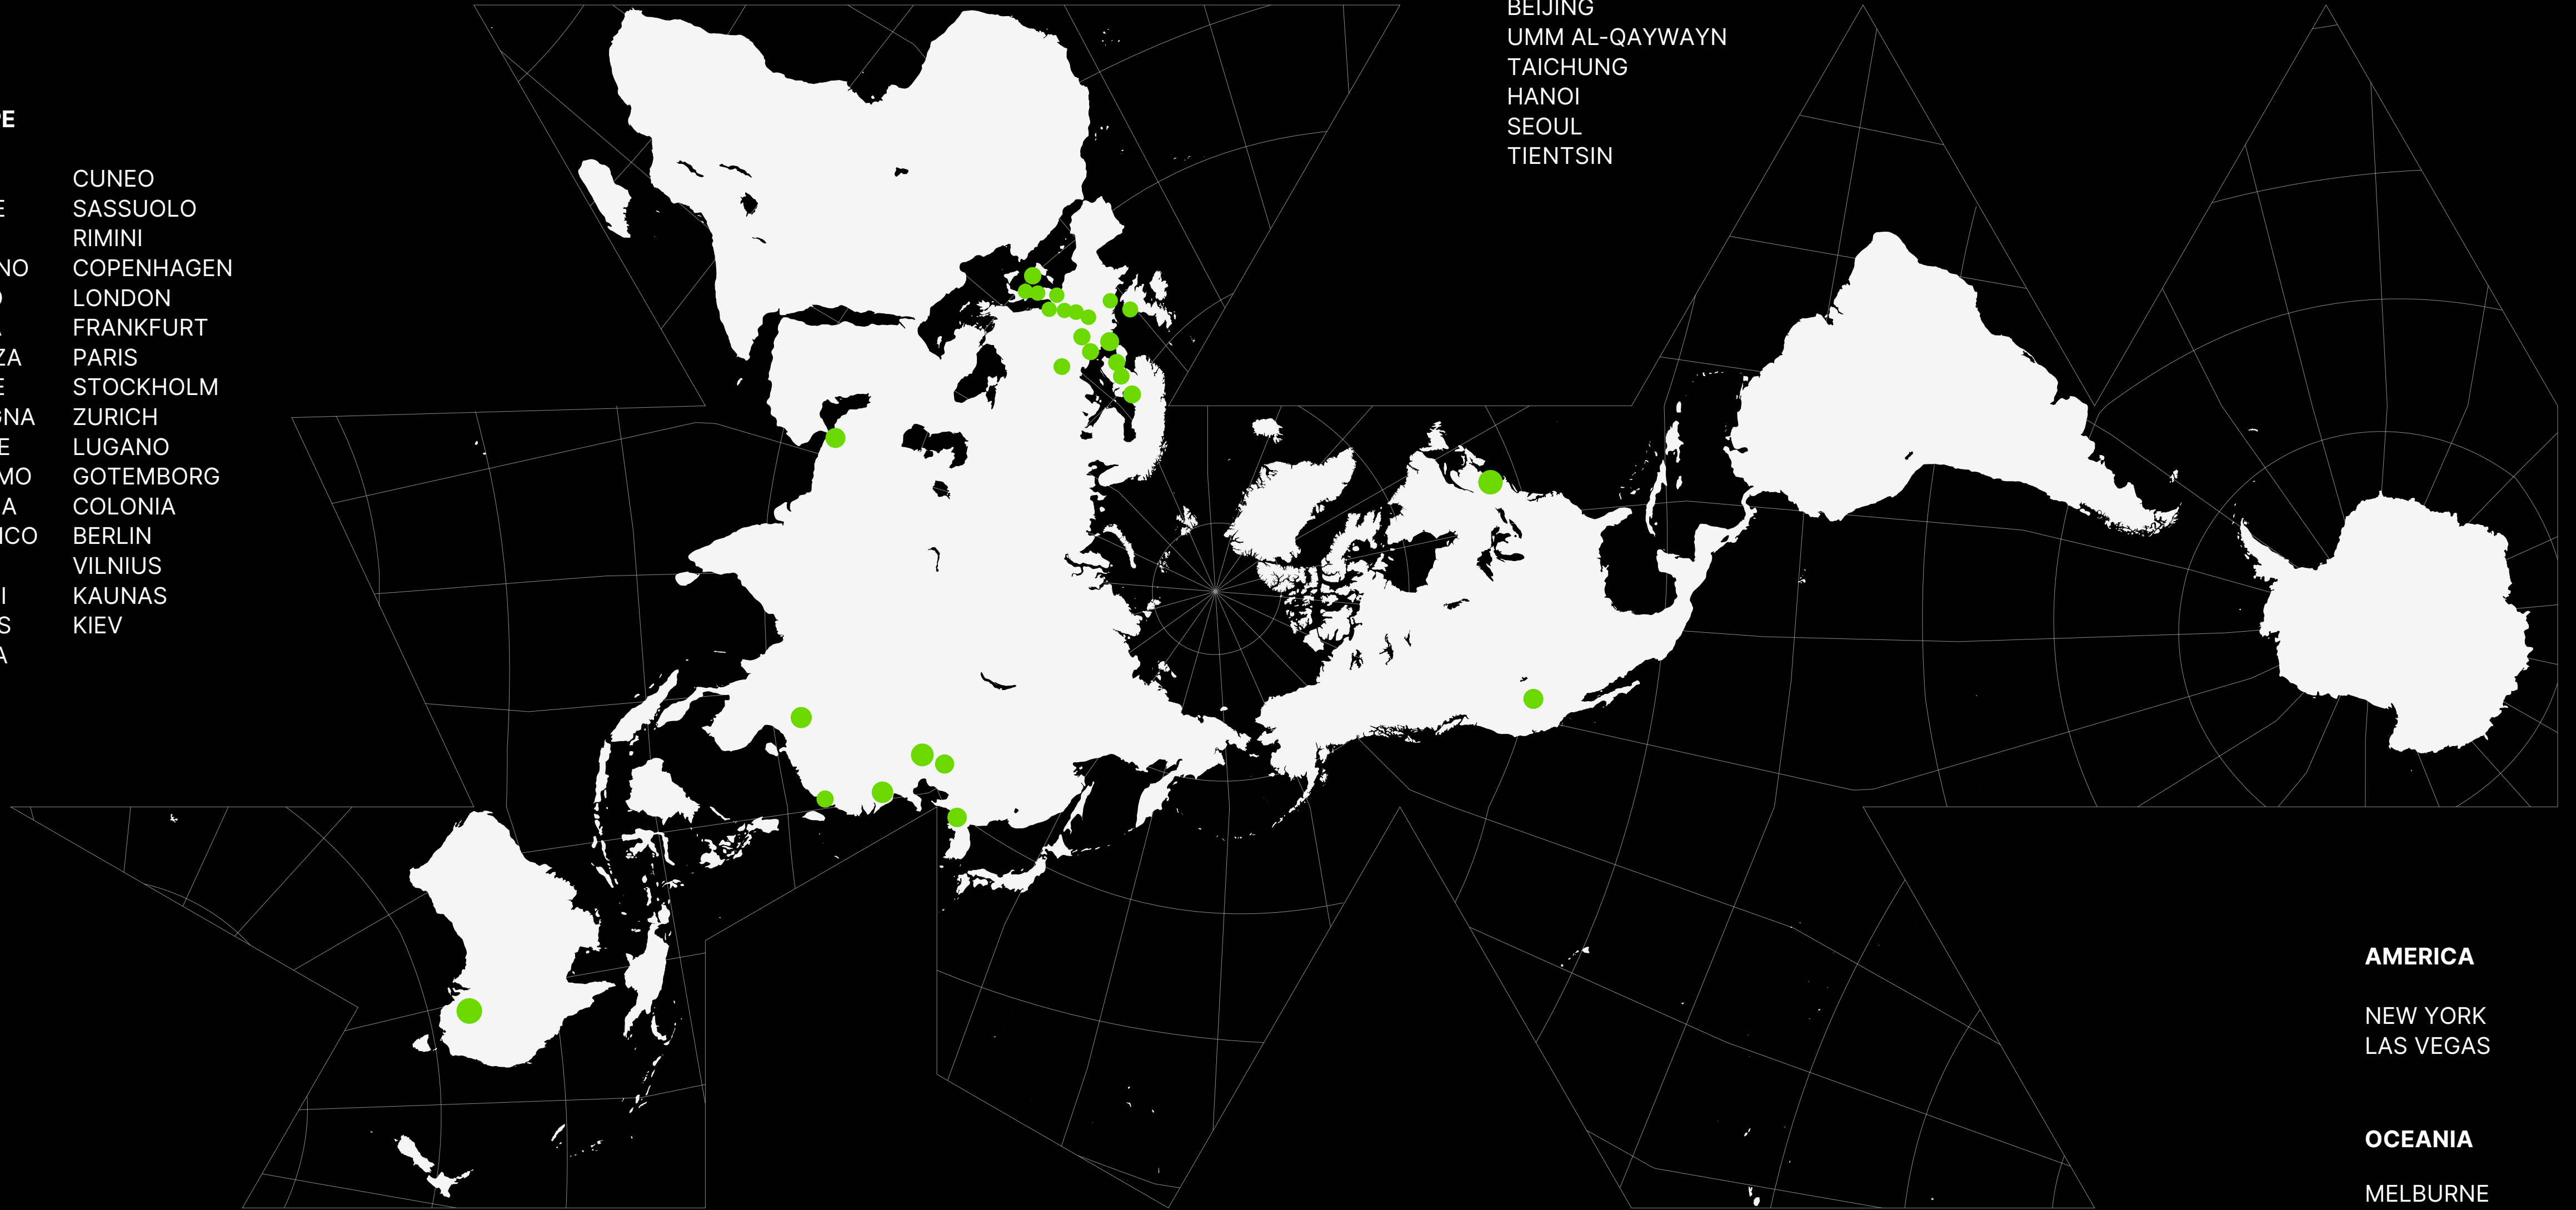 CUNEO
SASSUOLO
RIMINI
COPENHAGEN
LONDON
FRANKFURT
PARIS
STOCKHOLM
ZURICH
LUGANO
GOTEMBORG
COLONIA
BERLIN
VILNIUS
KAUNAS
KIEV
BEIJING
UMM AL-QAYWAYN
TAICHUNG
HANOI
SEOUL
TIENTSIN
AMERICA
NEW YORK
LAS VEGAS
OCEANIA
MELBURNE